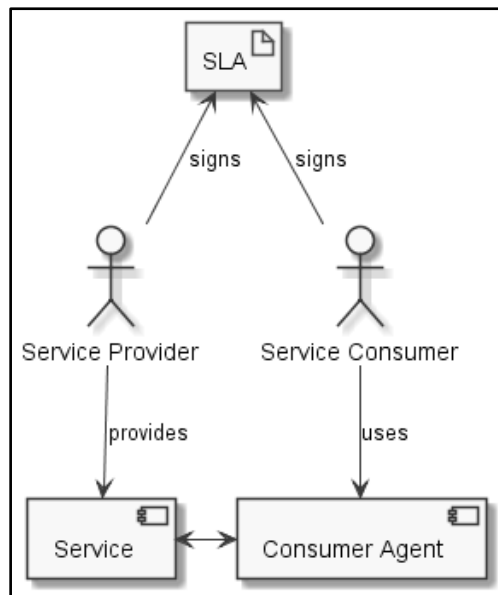 SLA
signs
signs
Service Provider
Service Consumer
provides
uses
Service
Consumer Agent